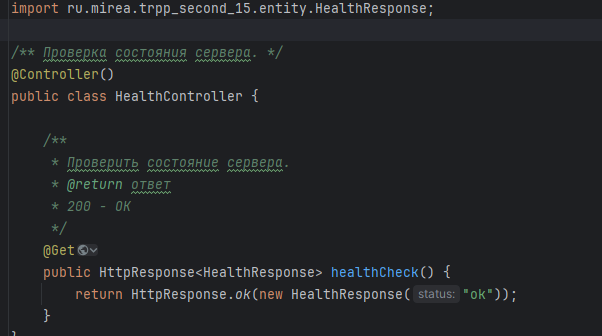 import ru.mirea.trpp_second_15.entity.HealthResponse;
/** Проверка состояния сервера. */
@Controller()
public class HealthController {
/**
* Проверить состояние сервера.
* @return ответ
* 200 - ОК
*/
@Get
public HttpResponse<HealthResponse> healthCheck() {
return HttpResponse.ok(new HealthResponse( status: "ok"));
}
}